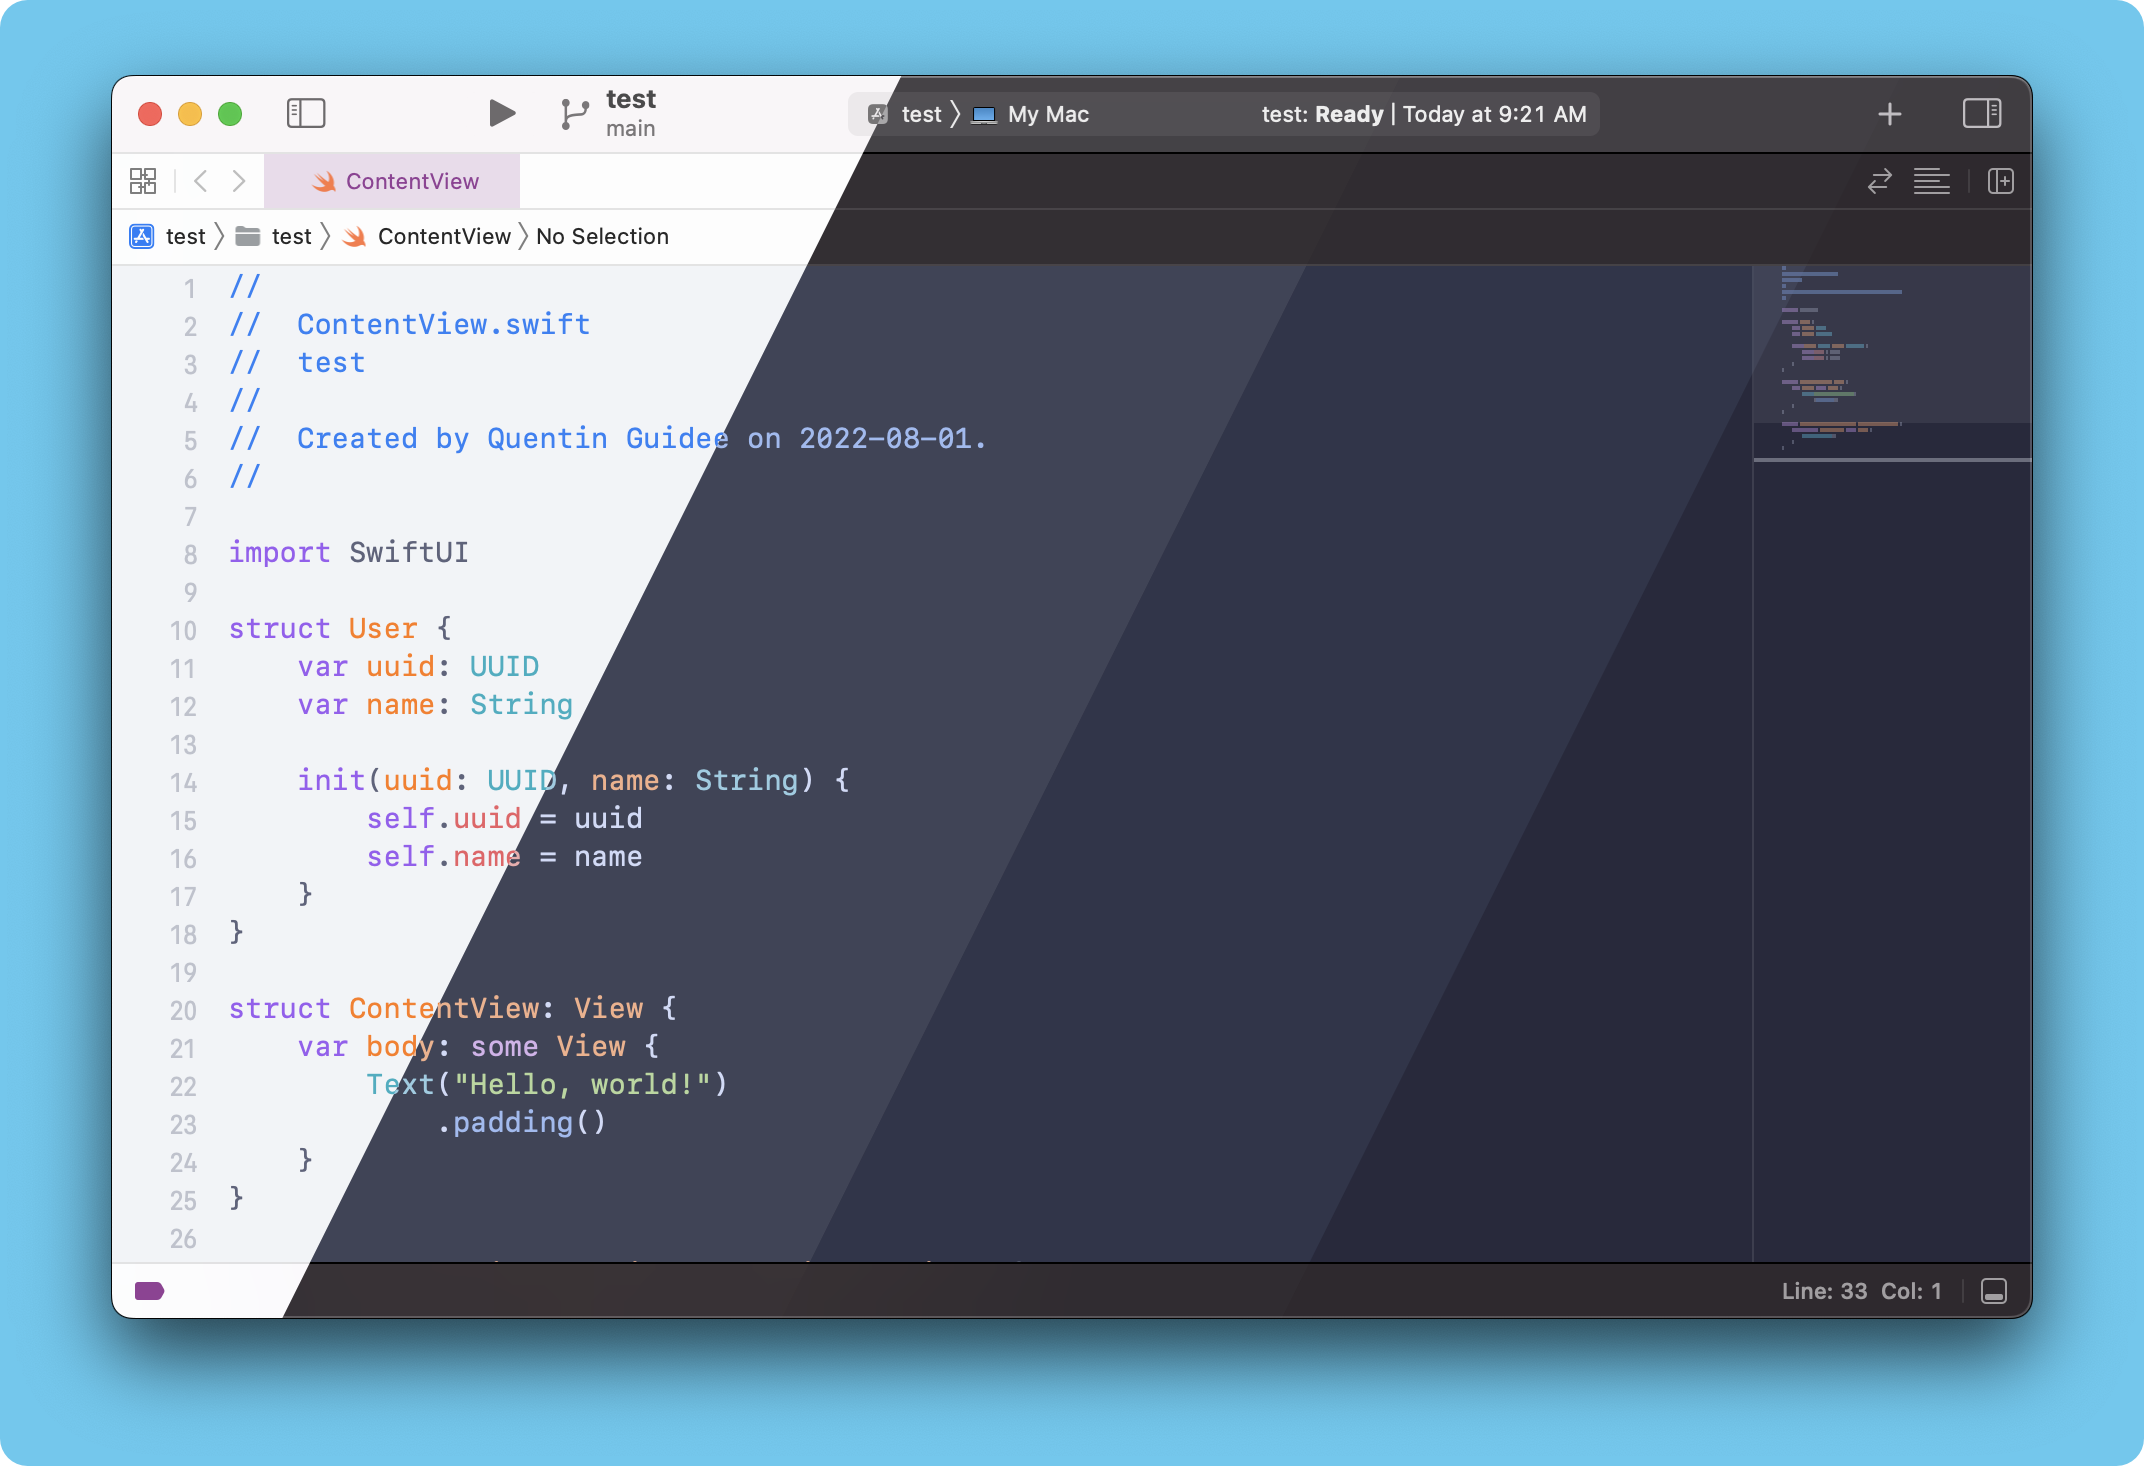 test
main
test My Mac test: Ready | Today at 9:21 AM
ContentView
test test ContentView No Selection
1 //
2 //  ContentView.swift
3 //  test
4 //
5 //  Created by Quentin Guidee on 2022-08-01.
6 //
7
8 import SwiftUI
9
10 struct User {
11     var uuid: UUID
12     var name: String
13
14     init(uuid: UUID, name: String) {
15         self.uuid = uuid
16         self.name = name
17     }
18 }
19
20 struct ContentView: View {
21     var body: some View {
22         Text("Hello, world!")
23             .padding()
24     }
25 }
26
Line: 33  Col: 1